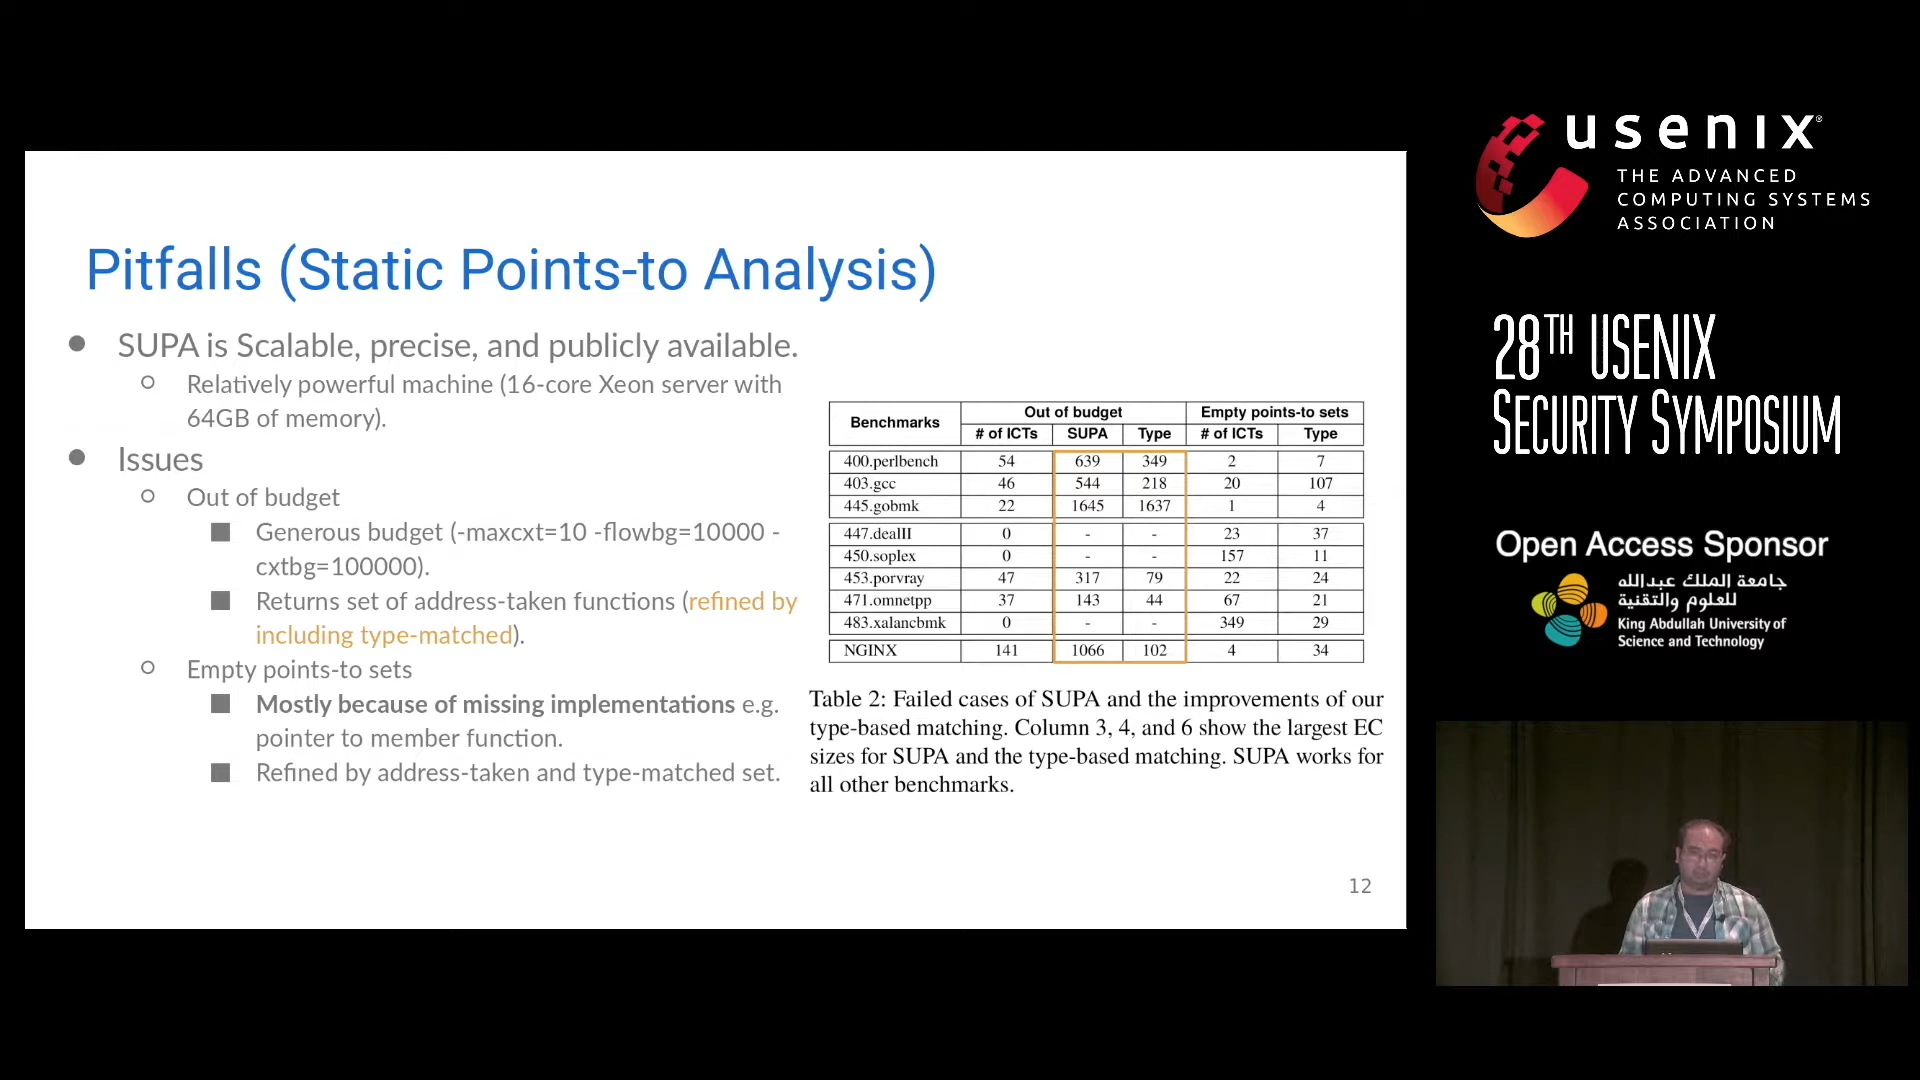 Pitfalls (Static Points-to Analysis)
● SUPA is Scalable, precise, and publicly available.
○ Relatively powerful machine (16-core Xeon server with
64GB of memory).
● Issues
○ Out of budget
■ Generous budget (-maxcxt=10 -flowbg=10000 -
cxtbg=100000).
■ Returns set of address-taken functions (refined by
including type-matched).
○ Empty points-to sets
■ Mostly because of missing implementations e.g.
pointer to member function.
■ Refined by address-taken and type-matched set.
Benchmarks Out of budget Empty points-to sets
# of ICTs SUPA Type # of ICTs Type
400.perlbench 54 639 349 2 7
403.gcc 46 544 218 20 107
445.gobmk 22 1645 1637 1 4
447.dealII 0 - - 23 37
450.soplex 0 - - 157 11
453.porvray 47 317 79 22 24
471.omnetpp 37 143 44 67 21
483.xalancbmk 0 - - 349 29
NGINX 141 1066 102 4 34
Table 2: Failed cases of SUPA and the improvements of our
type-based matching. Column 3, 4, and 6 show the largest EC
sizes for SUPA and the type-based matching. SUPA works for
all other benchmarks.
12
usenix®
THE ADVANCED
COMPUTING SYSTEMS
ASSOCIATION
28TH USENIX
SECURITY SYMPOSIUM
Open Access Sponsor
جامعة الملك عبدالله
للعلوم والتقنية
King Abdullah University of
Science and Technology